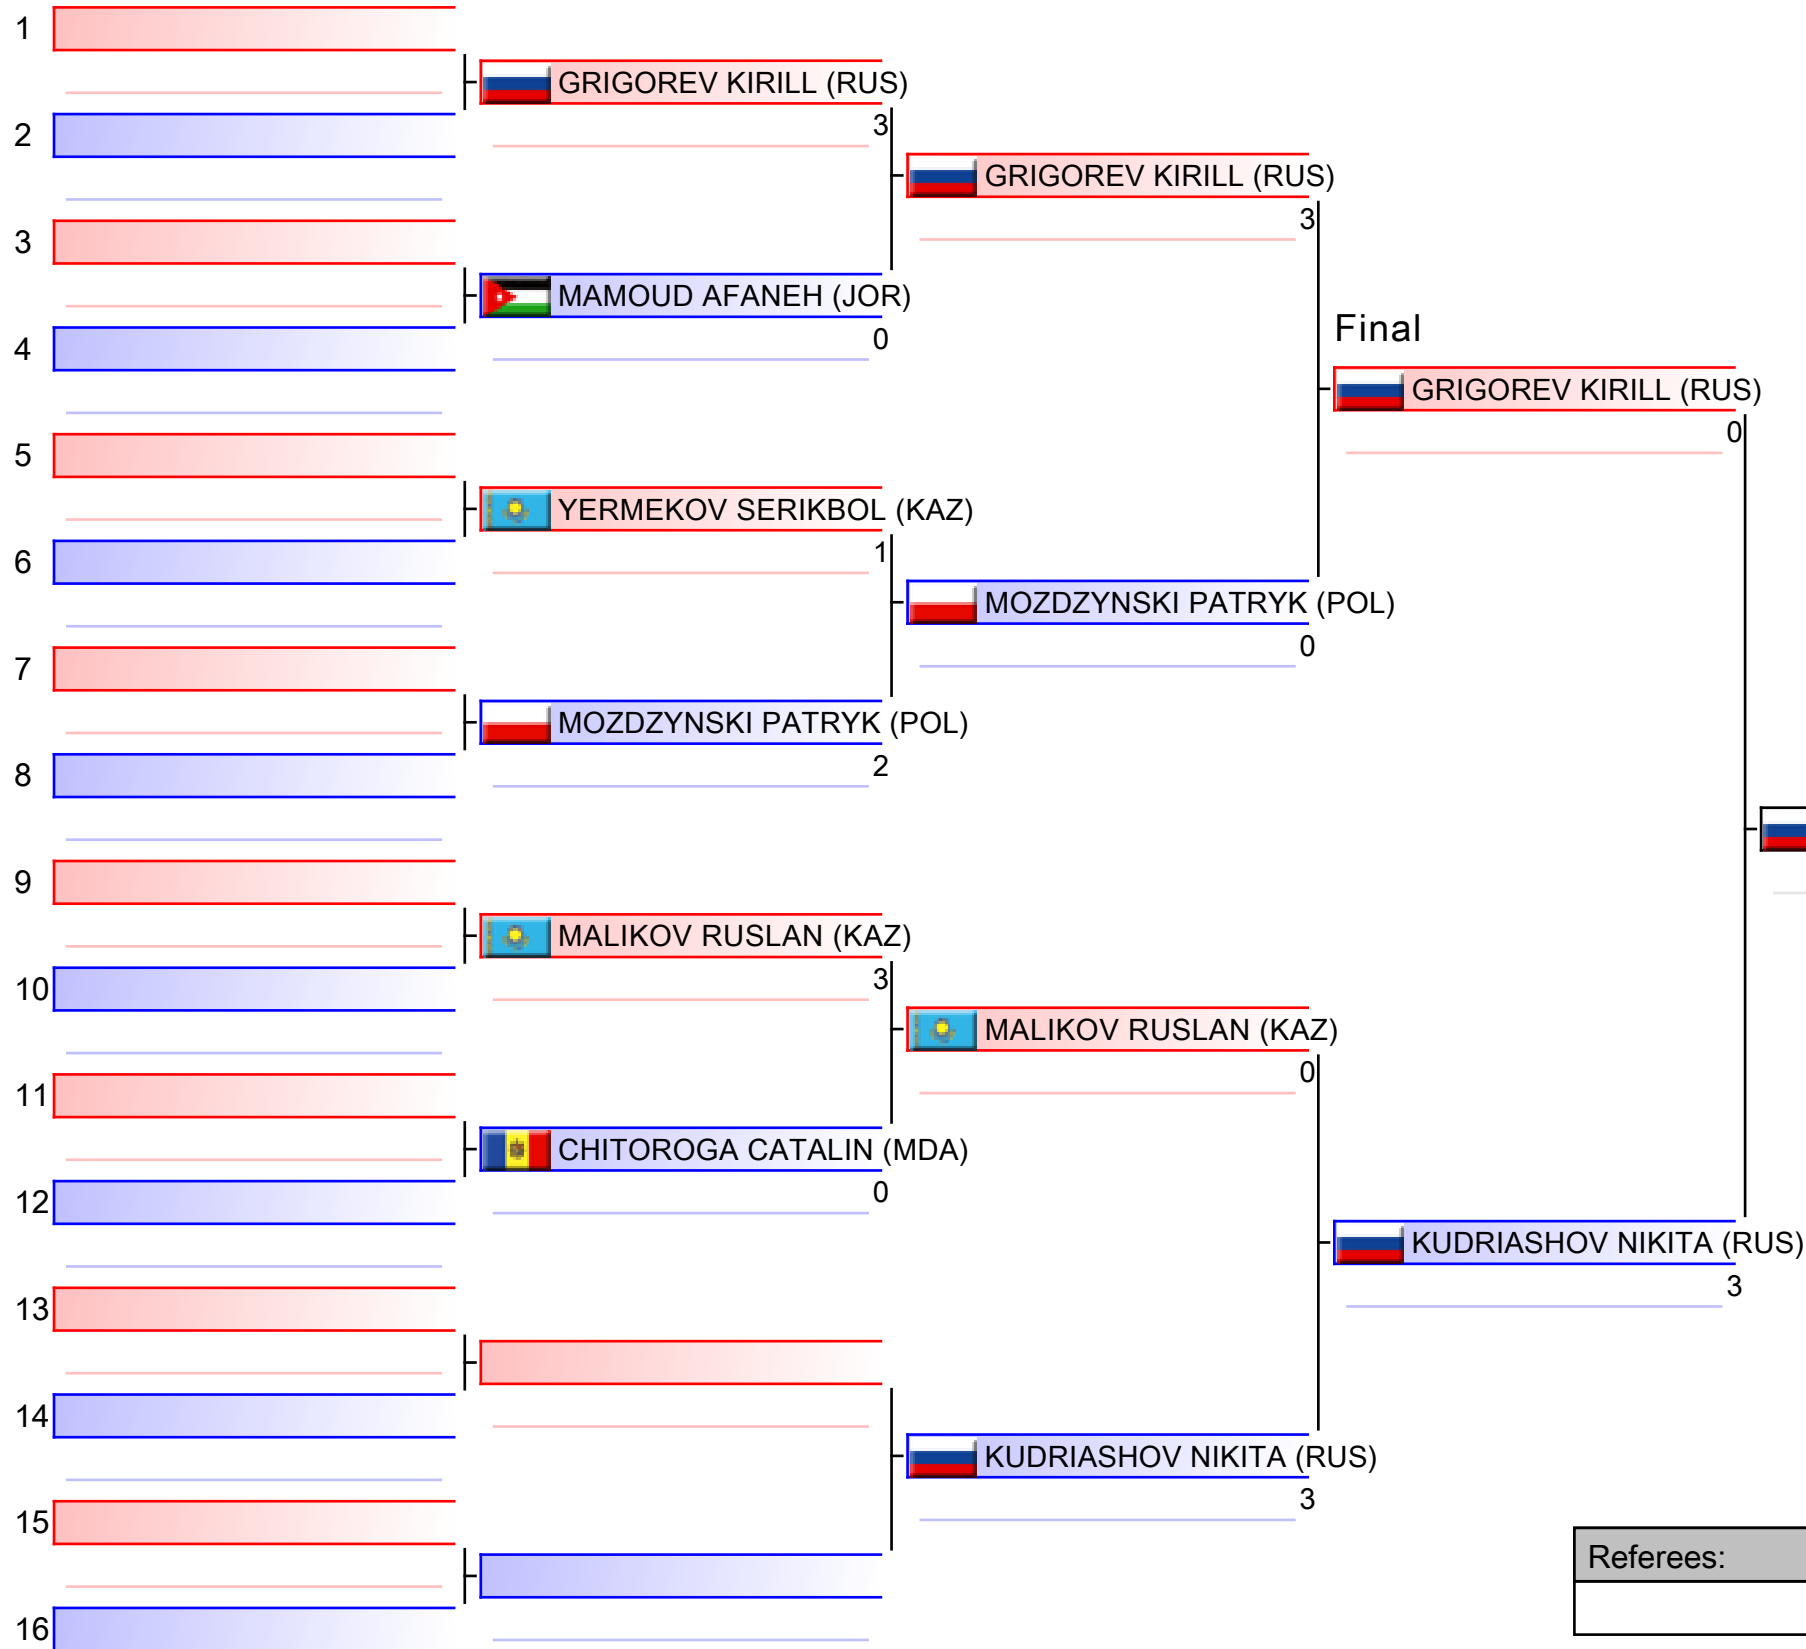 1
GRIGOREV KIRILL (RUS)
3
2
GRIGOREV KIRILL (RUS)
3
3
MAMOUD AFANEH (JOR)
0
4
Final
GRIGOREV KIRILL (RUS)
0
5
YERMEKOV SERIKBOL (KAZ)
1
6
MOZDZYNSKI PATRYK (POL)
0
7
MOZDZYNSKI PATRYK (POL)
2
8
9
MALIKOV RUSLAN (KAZ)
3
10
MALIKOV RUSLAN (KAZ)
0
11
CHITOROGA CATALIN (MDA)
0
12
KUDRIASHOV NIKITA (RUS)
3
13
14
KUDRIASHOV NIKITA (RUS)
3
15
Referees:
16